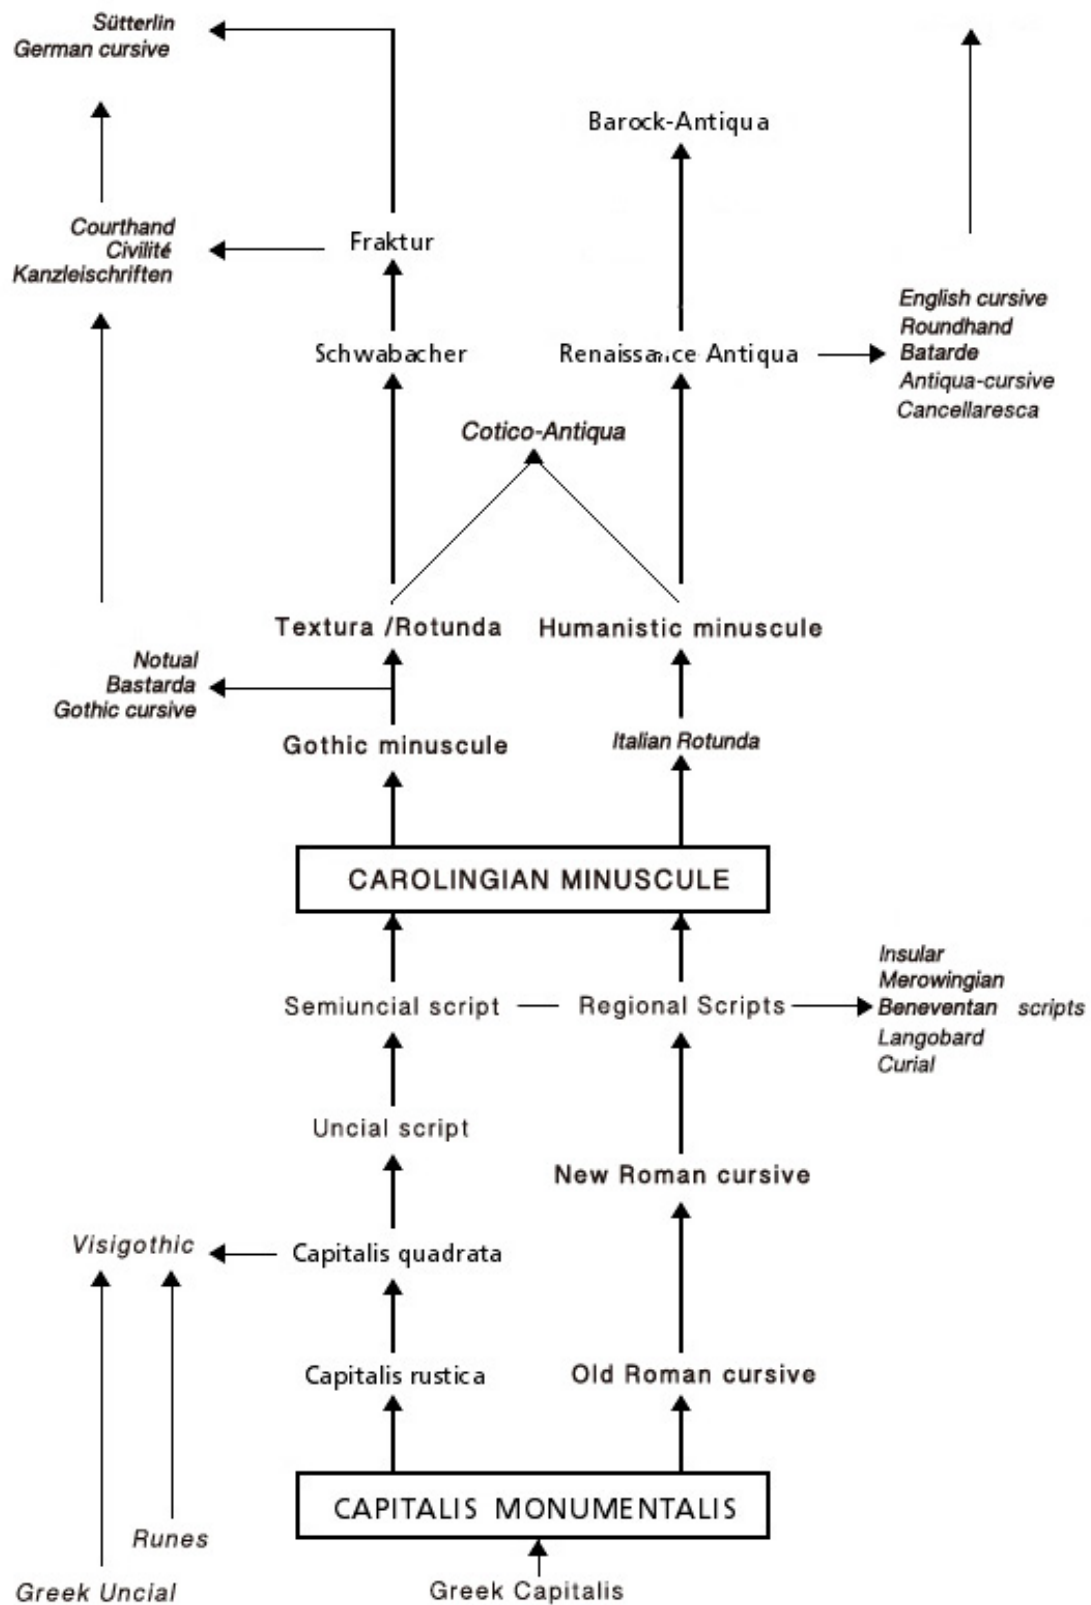 Sütterlin
German cursive
Barock-Antiqua
Courthand
Civilité
Kanzleischriften
Fraktur
English cursive
Roundhand
Batarde
Antiqua-cursive
Cancellaresca
Schwabacher
Renaissance Antiqua
Cotico-Antiqua
Textura /Rotunda
Humanistic minuscule
Notual
Bastarda
Gothic cursive
Gothic minuscule
Italian Rotunda
CAROLINGIAN MINUSCULE
Semiuncial script
Regional Scripts
Insular
Merowingian
Beneventan scripts
Langobard
Curial
Uncial script
New Roman cursive
Visigothic
Capitalis quadrata
Capitalis rustica
Old Roman cursive
CAPITALIS MONUMENTALIS
Runes
Greek Uncial
Greek Capitalis